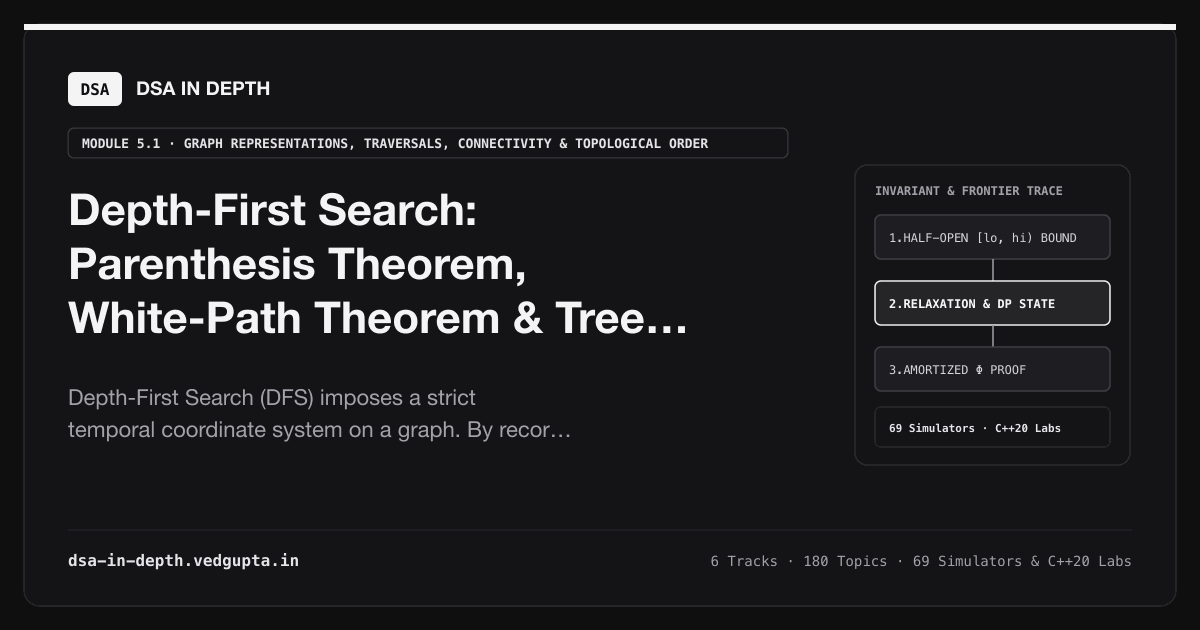 DSA
DSA IN DEPTH
MODULE 5.1 · GRAPH REPRESENTATIONS, TRAVERSALS, CONNECTIVITY & TOPOLOGICAL ORDER
Depth-First Search:
Parenthesis Theorem,
White-Path Theorem & Tree…
Depth-First Search (DFS) imposes a strict
temporal coordinate system on a graph. By recor…
INVARIANT & FRONTIER TRACE
1.HALF-OPEN [lo, hi) BOUND
2.RELAXATION & DP STATE
3.AMORTIZED Φ PROOF
69 Simulators · C++20 Labs
dsa-in-depth.vedgupta.in
6 Tracks · 180 Topics · 69 Simulators & C++20 Labs